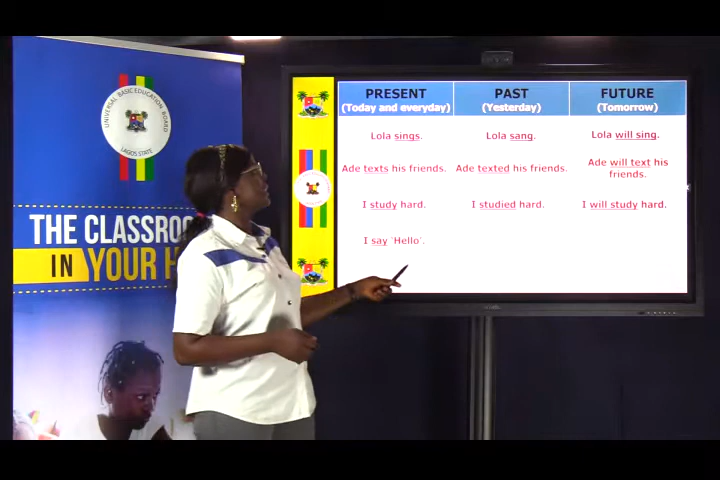 UNIVERSAL BASIC EDUCATION BOARD
LAGOS STATE
THE CLASSROO
IN YOUR H
PRESENT
(Today and everyday)
PAST
(Yesterday)
FUTURE
(Tomorrow)
Lola sings.
Lola sang.
Lola will sing.
Ade texts his friends.
Ade texted his friends.
Ade will text his
friends.
I study hard.
I studied hard.
I will study hard.
I say 'Hello'.